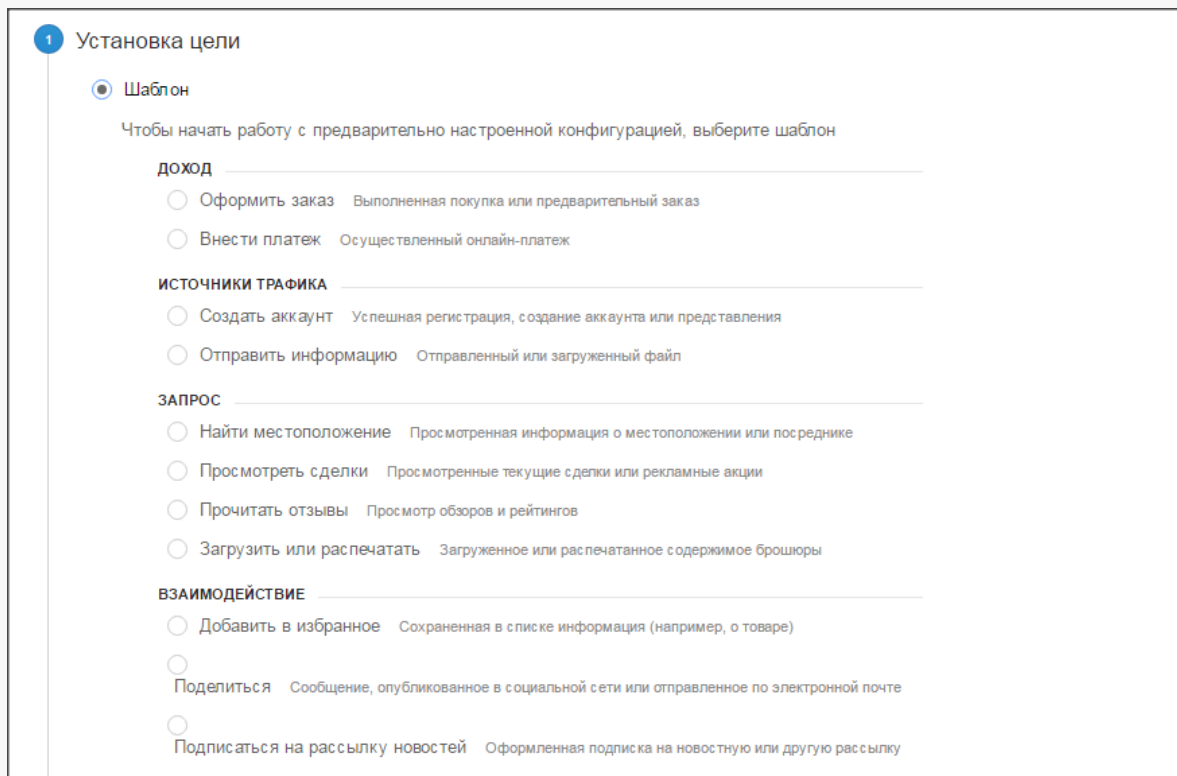 1 Установка цели
Шаблон
Чтобы начать работу с предварительно настроенной конфигурацией, выберите шаблон
ДОХОД
Оформить заказ Выполненная покупка или предварительный заказ
Внести платеж Осуществленный онлайн-платеж
ИСТОЧНИКИ ТРАФИКА
Создать аккаунт Успешная регистрация, создание аккаунта или представления
Отправить информацию Отправленный или загруженный файл
ЗАПРОС
Найти местоположение Просмотренная информация о местоположении или посреднике
Просмотреть сделки Просмотренные текущие сделки или рекламные акции
Прочитать отзывы Просмотр обзоров и рейтингов
Загрузить или распечатать Загруженное или распечатанное содержимое брошюры
ВЗАИМОДЕЙСТВИЕ
Добавить в избранное Сохраненная в списке информация (например, о товаре)
Поделиться Сообщение, опубликованное в социальной сети или отправленное по электронной почте
Подписаться на рассылку новостей Оформленная подписка на новостную или другую рассылку